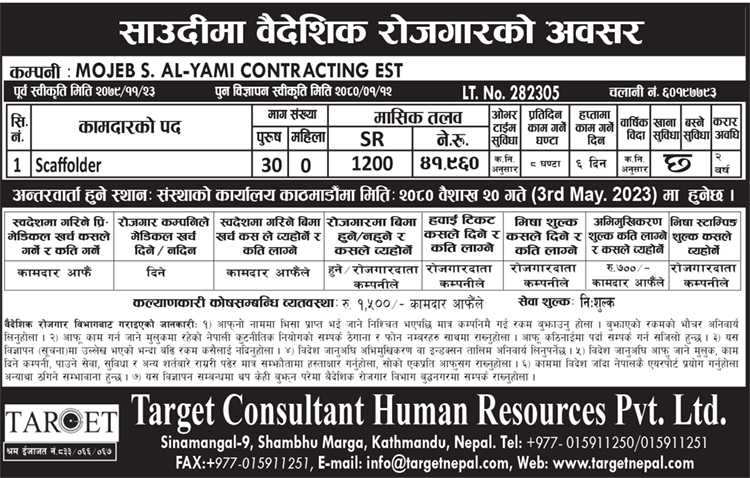 साउदीमा वैदेशिक रोजगारको अवसर
कम्पनी : MOJEB S. AL-YAMI CONTRACTING EST
पूर्व स्वीकृति मिति २०७९/११/२३ पुन विज्ञापन स्वीकृति मिति २०८०/०१/१२ LT. No. 282305 चलानी नं. ६०१९७७९३
सि. नं. कामदारको पद माग संख्या पुरुष महिला मासिक तलव SR ने.रु. ओभर टाईम सुविधा प्रतिदिन काम गर्ने घण्टा हप्तामा काम गर्ने दिन वार्षिक विदा खाना सुविधा बस्ने सुविधा करार अवधि
1 Scaffolder 30 0 1200 ४१,९६० क.नि. अनुसार ८ घण्टा ६ दिन क.नि. अनुसार छ २ बर्ष
अन्तरवार्ता हुने स्थानः संस्थाको कार्यालय काठमाडौंमा मितिः २०८० वैशाख २० गते (3rd May. 2023) मा हुनेछ ।
स्वदेशमा गरिने प्रि-मेडिकल खर्च कसले गर्ने र कति गर्ने
रोजगार कम्पनिले मेडिकल खर्च दिने / नदिने
स्वदेशमा गरिने बिमा खर्च कस ले व्यहोर्ने र कति लाग्ने
रोजगारमा बिमा हुने/नहुने र कसले व्यहोर्ने
हवाई टिकट कसले दिने र कति लाग्ने
भिषा शुल्क कसले दिने र कति लाग्ने
अभिमुखिकरण शुल्क कति लाग्ने र कसले व्यहोर्ने
भिषा स्टाम्पिङ शुल्क कसले व्यहोर्ने
कामदार आफैँ
दिने
कामदार आफैँले
हुने/ रोजगारदाता कम्पनीले
रोजगारदाता कम्पनीले
रोजगारदाता कम्पनीले
रु.७००/- कामदार आफैँले
रोजगारदाता कम्पनिले
कल्याणकारी कोषसम्बन्धि व्यवस्थाः रु. १,५००/- कामदार आफैँले सेवा शुल्कः निःशुल्क
वैदेशिक रोजगार विभागबाट गराइएको जानकारी: १) आफ्नो नाममा भिसा प्राप्त भई जाने निश्चित भएपछि मात्र कम्पनिमै गई रकम बुझाउनु होला । बुझाएको रकमको भौचर अनिवार्य
लिनुहोला । २) आफू काम गर्न जाने मुलुकमा रहेको नेपाली कुटनीतिक नियोगको सम्पर्क ठेगाना र फोन नम्बरहरु साथमा राख्नुहोला । आफू कठिनाईमा पर्दा सम्पर्क गर्न सजिलो हुन्छ । ३) यस
विज्ञापन (सूचना)मा उल्लेख भएको भन्दा बढि रकम कसैलाई नदिनुहोला । ४) विदेश जानुअघि अभिमुखिकरण वा इन्डक्सन तालिम अनिवार्य लिनुपर्नेछ । ५) विदेश जानुअघि आफू जाने मुलुक, काम
दिने कम्पनी, पाउने सेवा, सुविधा र अन्य शर्तबारे राम्ररी पढेर मात्र सम्झौतामा हस्ताक्षर गर्नुहोला, सोको एकप्रति आफूसग राख्नुहोला । ६) काममा विदेश जाँदा नेपालकै एयरपोर्ट प्रयोग गर्नुहोला
अन्यथा ठगिने सम्भावना हुन्छ । ७) यस विज्ञापन सम्बन्धमा थप केही बुझ्न परेमा वैदेशिक रोजगार विभाग बुद्धनगरमा सम्पर्क राख्नुहोला ।
TARGET
श्रम ईजाजत नं.८३३/०६६/०६७
Target Consultant Human Resources Pvt. Ltd.
Sinamangal-9, Shambhu Marga, Kathmandu, Nepal. Tel: +977- 015911250/015911251
FAX:+977-015911251, E-mail: info@targetnepal.com, Web: www.targetnepal.com